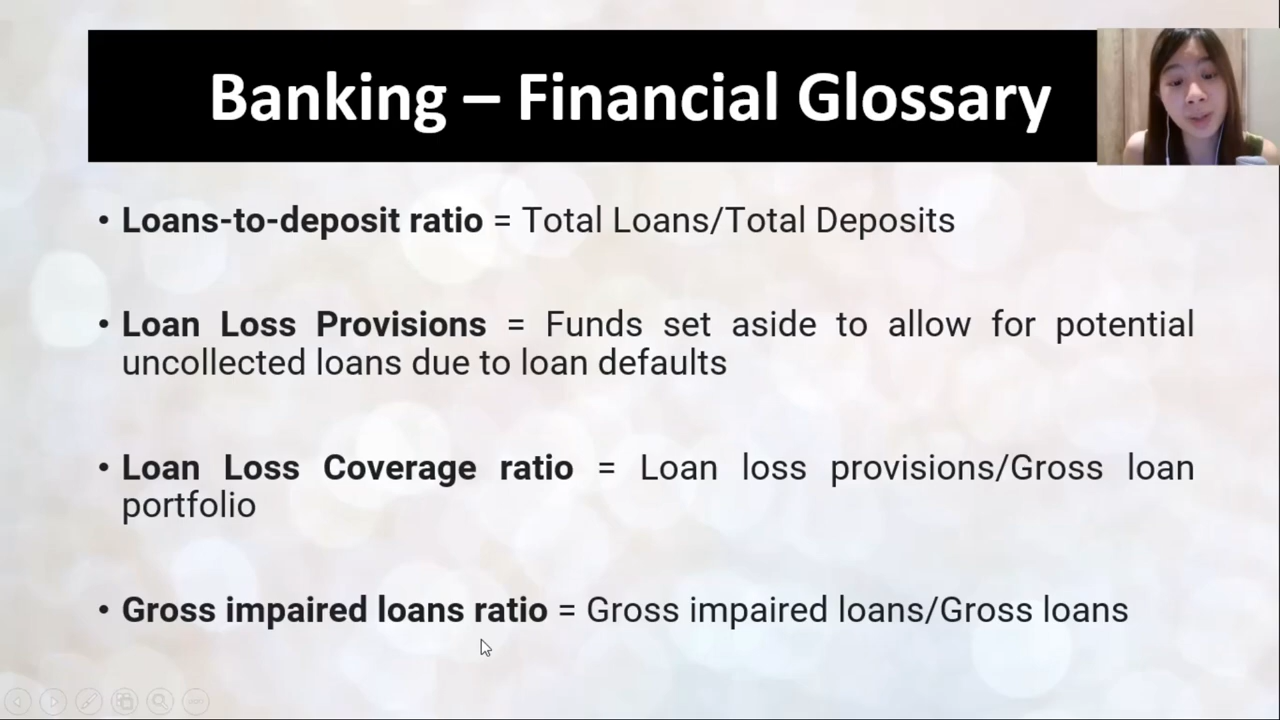 Banking – Financial Glossary
• Loans-to-deposit ratio = Total Loans/Total Deposits
• Loan Loss Provisions = Funds set aside to allow for potential
uncollected loans due to loan defaults
• Loan Loss Coverage ratio = Loan loss provisions/Gross loan
portfolio
• Gross impaired loans ratio = Gross impaired loans/Gross loans